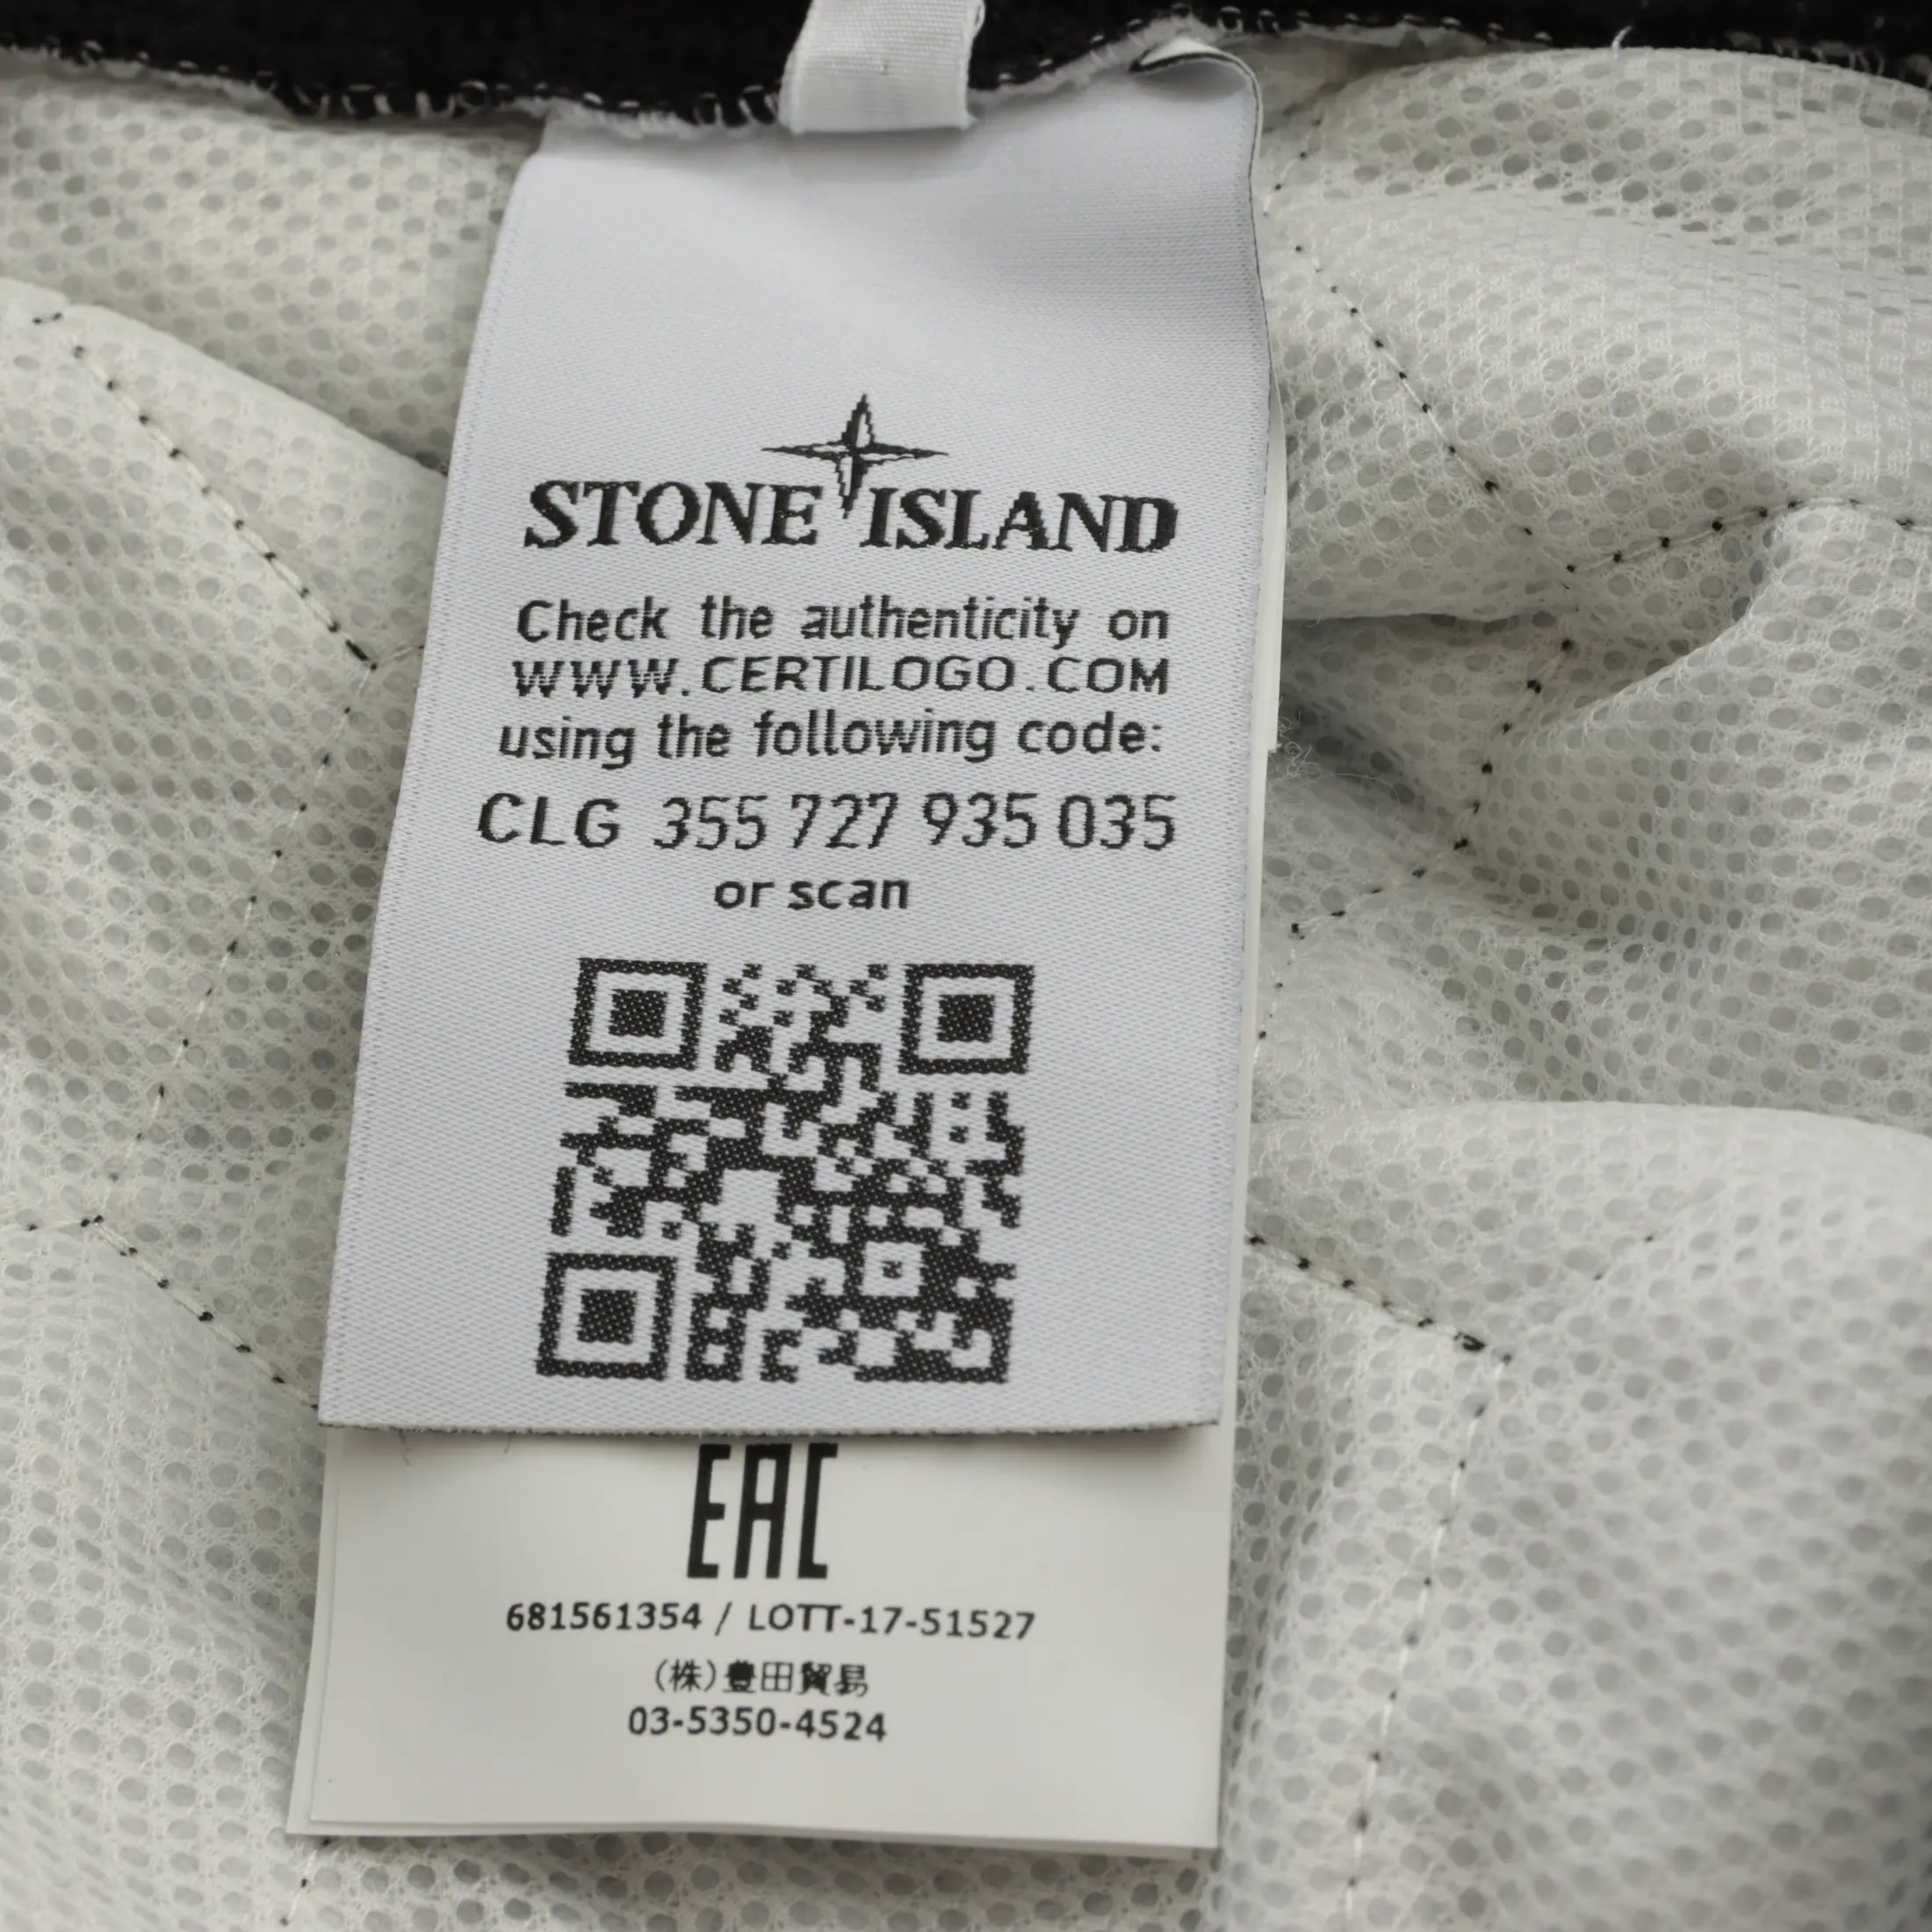 STONE ISLAND
Check the authenticity on
WWW.CERTILOGO.COM
using the following code:
CLG 355 727 935 035
or scan
EAC
681561354 / LOTT-17-51527
(株)豊田貿易
03-5350-4524